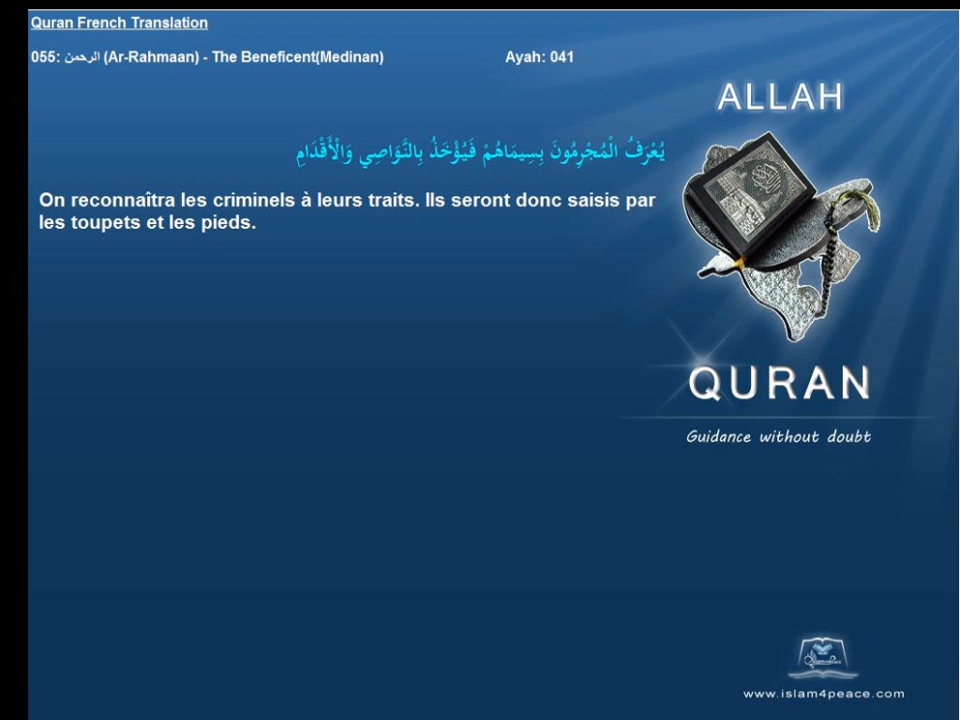 Quran French Translation
055: الرحمن (Ar-Rahmaan) - The Beneficent(Medinan) Ayah: 041
ALLAH
يُعْرَفُ الْمُجْرِمُونَ بِسِيمَاهُمْ فَيُؤْخَذُ بِالنَّوَاصِي وَالْأَقْدَامِ
On reconnaîtra les criminels à leurs traits. Ils seront donc saisis par
les toupets et les pieds.
QURAN
Guidance without doubt
www.islam4peace.com